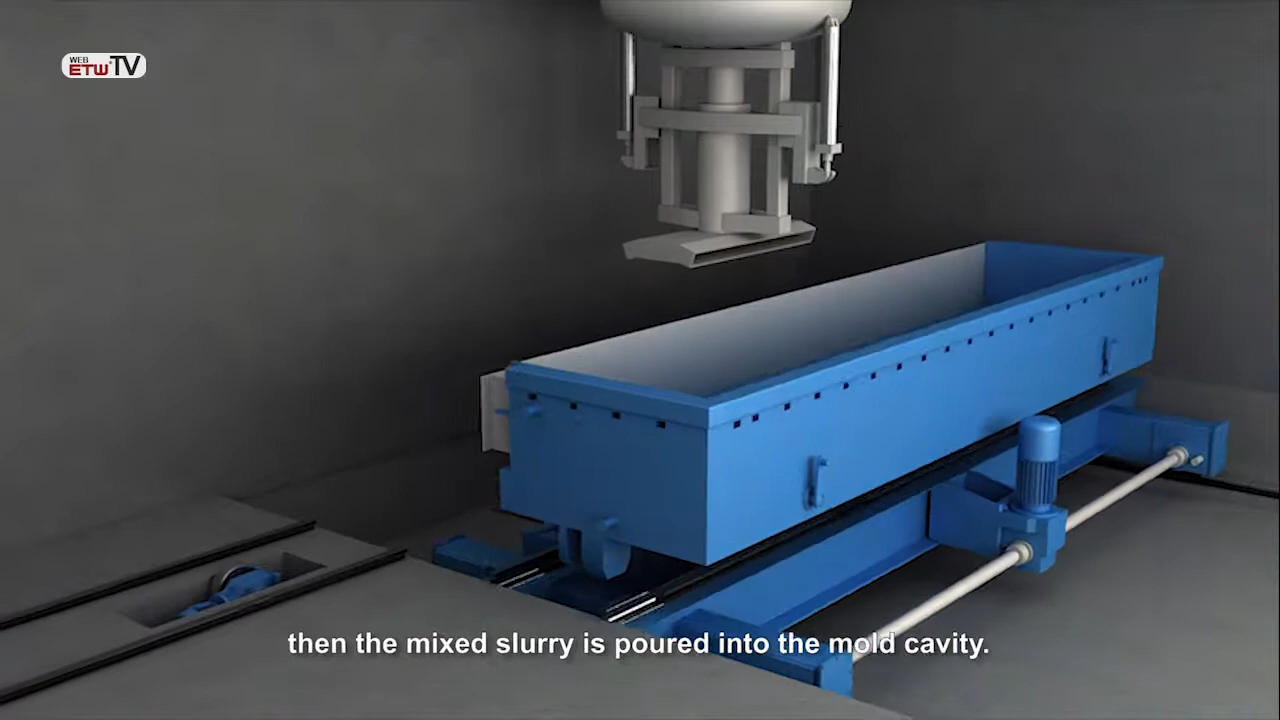 WEB
ETW TV
then the mixed slurry is poured into the mold cavity.